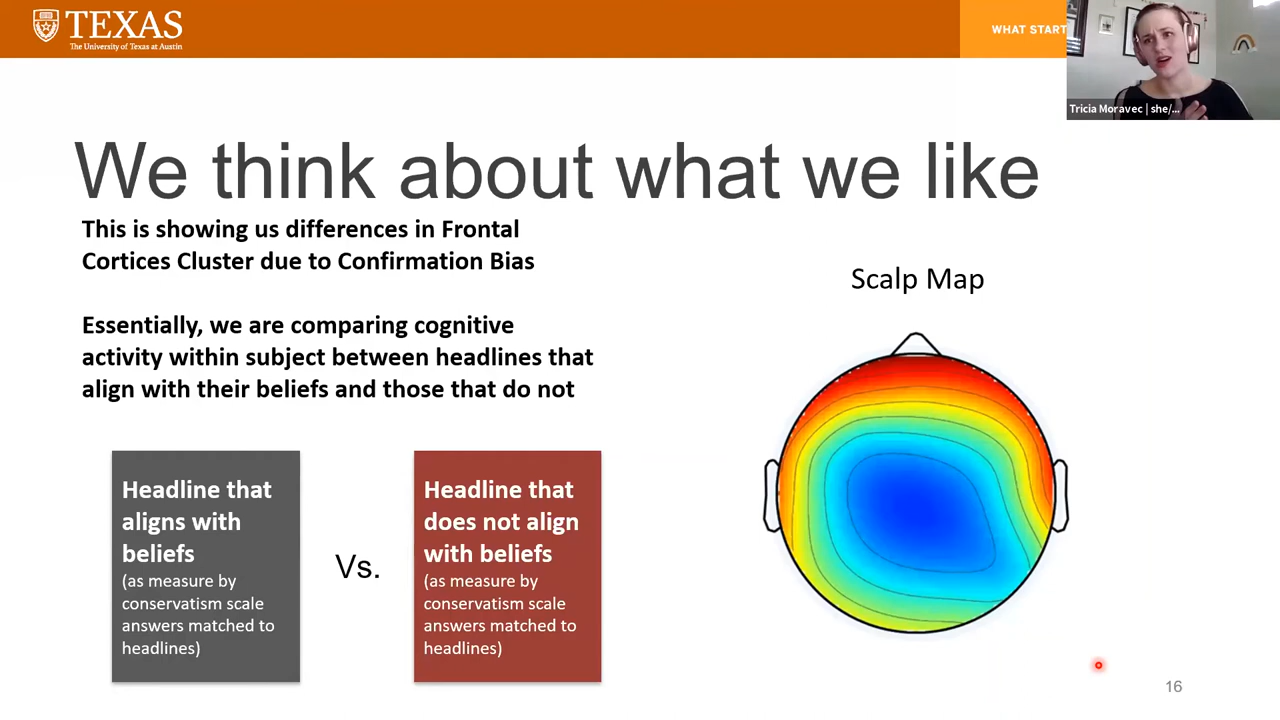 TEXAS
The University of Texas at Austin
WHAT START
Tricia Moravec | she/...
We think about what we like
This is showing us differences in Frontal
Cortices Cluster due to Confirmation Bias
Essentially, we are comparing cognitive
activity within subject between headlines that
align with their beliefs and those that do not
Scalp Map
Headline that
aligns with
beliefs
(as measure by
conservatism scale
answers matched to
headlines)
Vs.
Headline that
does not align
with beliefs
(as measure by
conservatism scale
answers matched to
headlines)
16